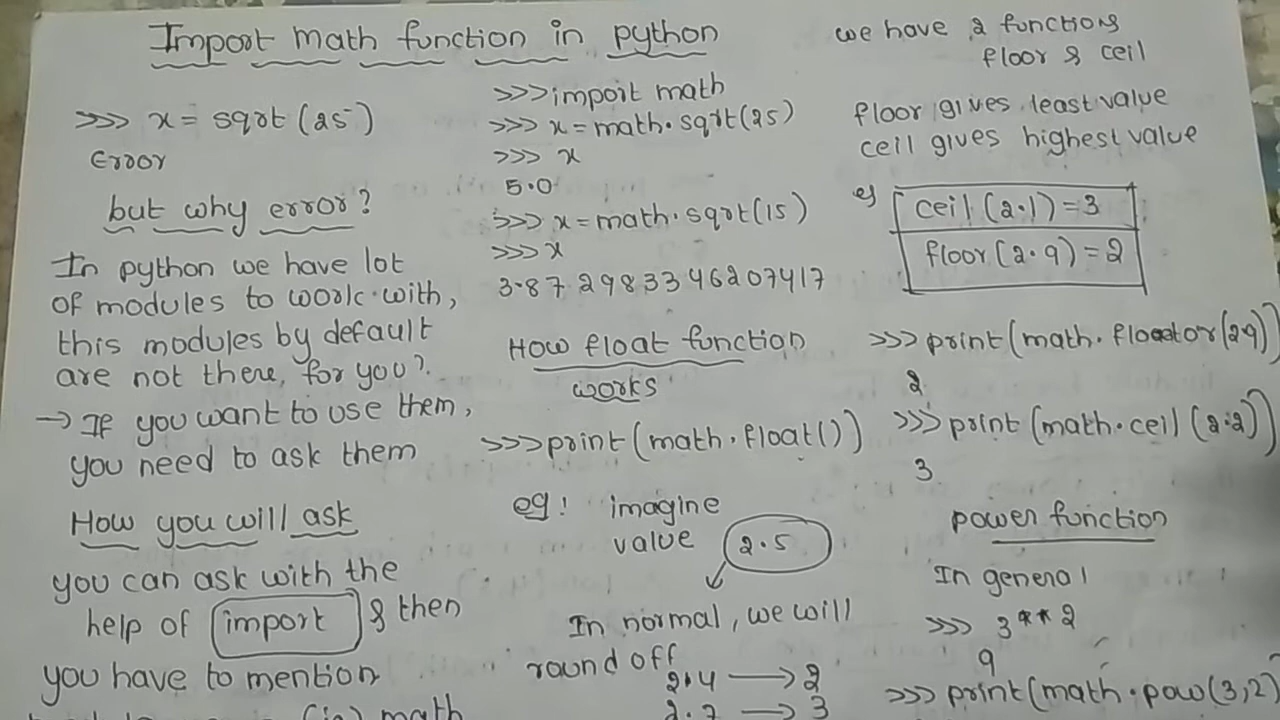 Import math function in python
>>> x = sqrt (25)
Error
but why error?
In python we have lot
of modules to work with,
this modules by default
are not there, for you?.
→ If you want to use them,
you need to ask them
How you will ask
you can ask with the
help of import & then
you have to mention
(ie) math
>>> import math
>>> x = math.sqrt(25)
>>> x
5.0
>>> x = math.sqrt(15)
>>> x
3.872983346207417
How float function
works
>>> print (math.float())
eg: imagine
value 2.5
In normal, we will
round off
2.4 → 2
2.7 → 3
we have 2 functions
floor & ceil
floor gives least value
ceil gives highest value
eg
ceil (2.1) = 3
floor (2.9) = 2
>>> print (math.floor(2.9))
2
>>> print (math.ceil (2.2))
3
power function
In general
>>> 3**2
9
>>> print (math.pow(3,2)